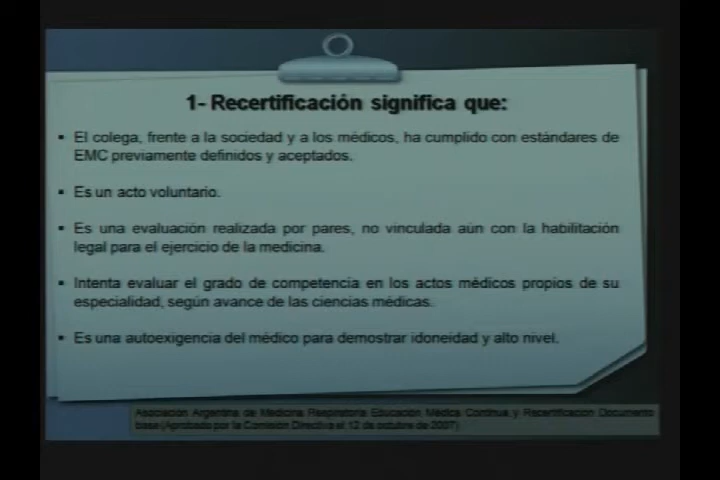 1- Recertificación significa que:
▪ El colega, frente a la sociedad y a los médicos, ha cumplido con estándares de
EMC previamente definidos y aceptados.
▪ Es un acto voluntario.
▪ Es una evaluación realizada por pares, no vinculada aún con la habilitación
legal para el ejercicio de la medicina.
▪ Intenta evaluar el grado de competencia en los actos médicos propios de su
especialidad, según avance de las ciencias médicas.
▪ Es una autoexigencia del médico para demostrar idoneidad y alto nivel.
Asociación Argentina de Medicina Respiratoria Educación Médica Continua y Recertificación Documento
base (Aprobado por la Comisión Directiva el 12 de octubre de 2007)